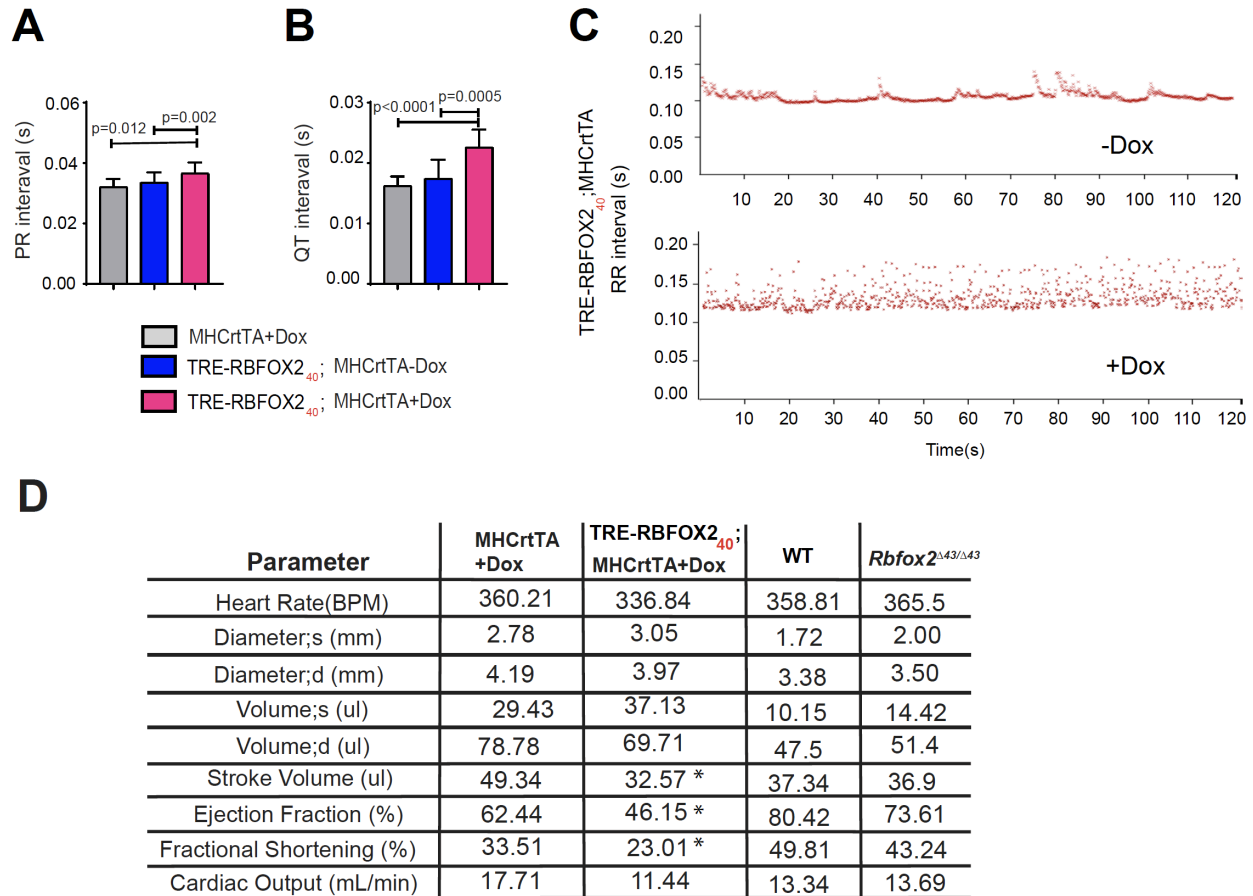 A
PR interaval (s)
0.06
0.04
0.02
0.00
p=0.012
p=0.002
B
QT interaval (s)
0.03
0.02
0.01
0.00
p<0.0001
p=0.0005
MHCrtTA+Dox
TRE-RBFOX2₄₀; MHCrtTA-Dox
TRE-RBFOX2₄₀; MHCrtTA+Dox
C
TRE-RBFOX2₄₀;MHCrtTA
RR interval (s)
0.20
0.15
0.10
0.05
0.00
-Dox
10 20 30 40 50 60 70 80 90 100 110 120
0.20
0.15
0.10
0.05
0.00
+Dox
10 20 30 40 50 60 70 80 90 100 110 120
Time(s)
D
Parameter MHCrtTA +Dox TRE-RBFOX2₄₀; MHCrtTA+Dox WT Rbfox2Δ43/Δ43
Heart Rate(BPM) 360.21 336.84 358.81 365.5
Diameter;s (mm) 2.78 3.05 1.72 2.00
Diameter;d (mm) 4.19 3.97 3.38 3.50
Volume;s (ul) 29.43 37.13 10.15 14.42
Volume;d (ul) 78.78 69.71 47.5 51.4
Stroke Volume (ul) 49.34 32.57 * 37.34 36.9
Ejection Fraction (%) 62.44 46.15 * 80.42 73.61
Fractional Shortening (%) 33.51 23.01 * 49.81 43.24
Cardiac Output (mL/min) 17.71 11.44 13.34 13.69